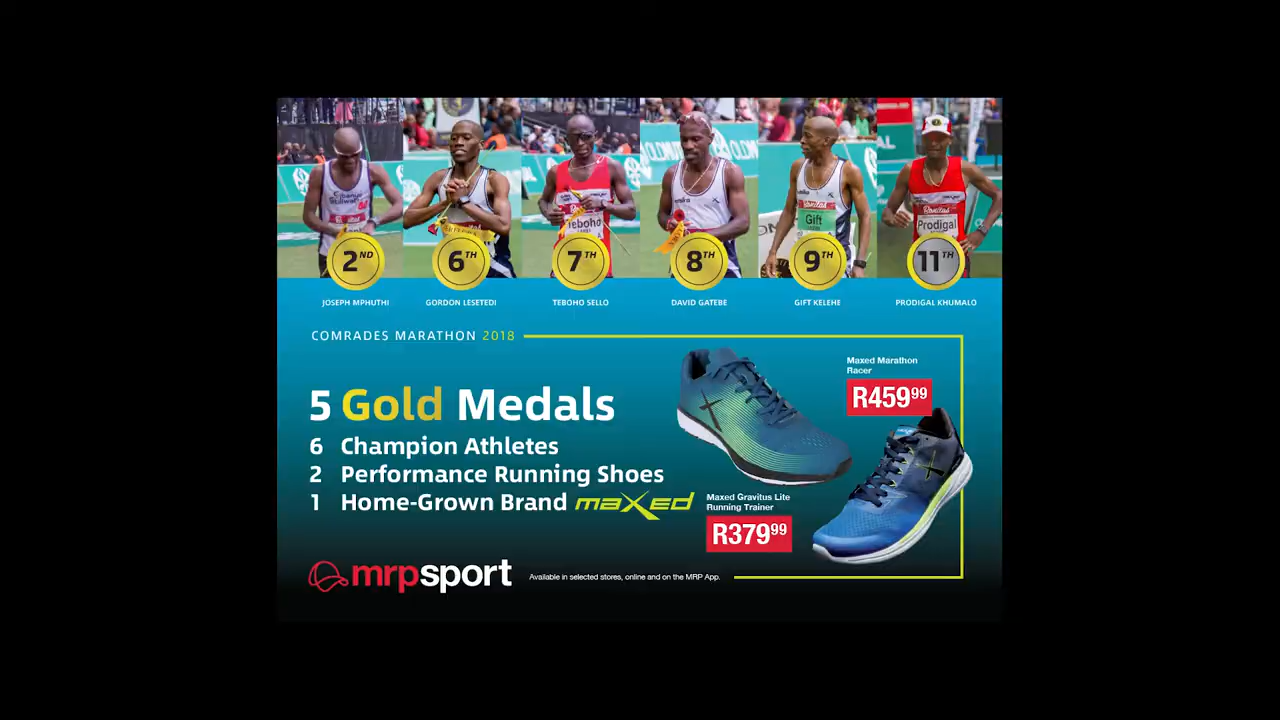 Gift
Teboho
Prodigal
2ND
6TH
7TH
8TH
9TH
11TH
JOSEPH MPHUTHI
GORDON LESETEDI
TEBOHO SELLO
DAVID GATEBE
GIFT KELEHE
PRODIGAL KHUMALO
COMRADES MARATHON 2018
5 Gold Medals
6 Champion Athletes
2 Performance Running Shoes
1 Home-Grown Brand maxed
Maxed Marathon
Racer
R45999
Maxed Gravitus Lite
Running Trainer
R37999
mrpsport
Available in selected stores, online and on the MRP App.